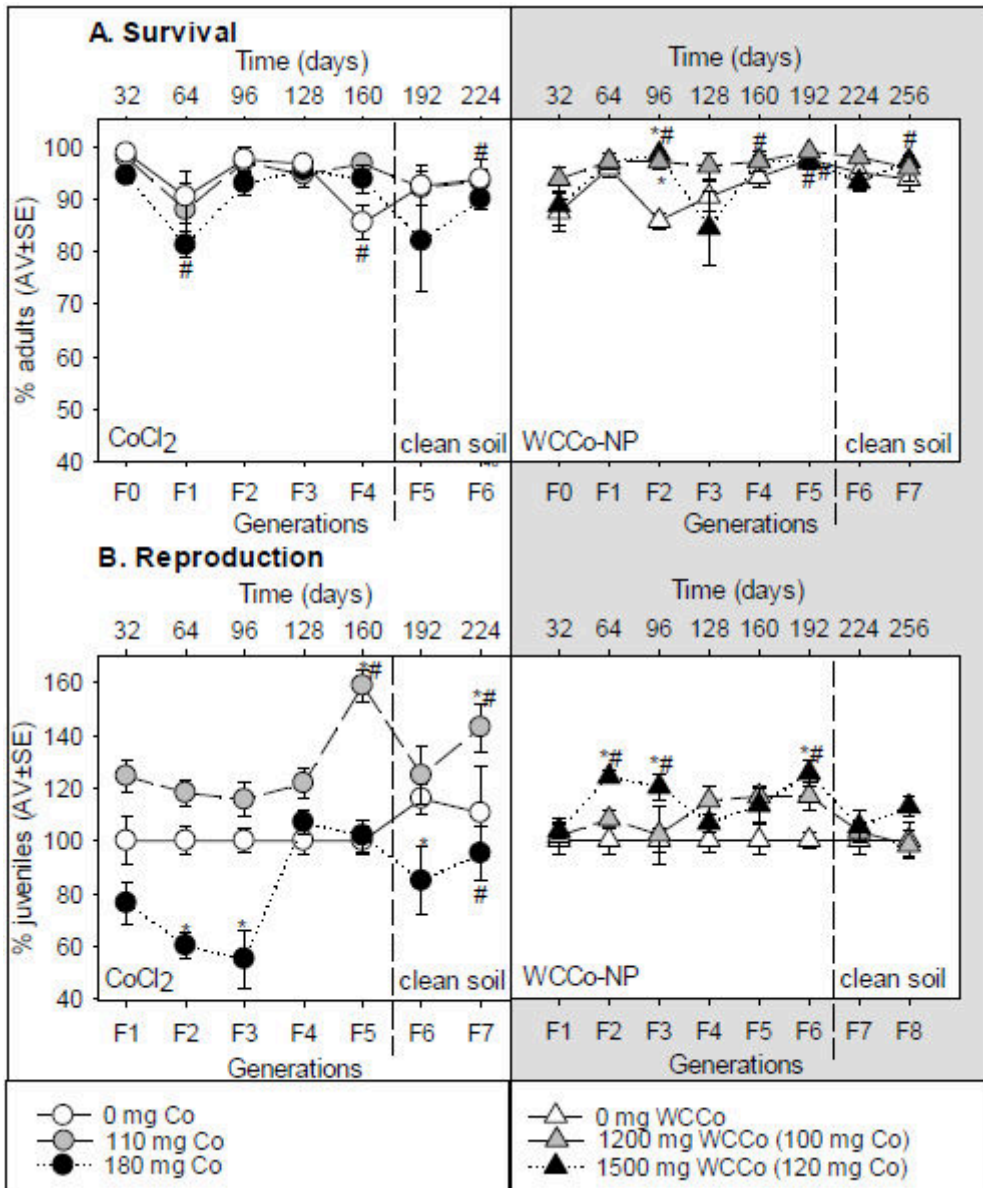 A. Survival
Time (days)
32 64 96 128 160 192 224
Time (days)
32 64 96 128 160 192 224 256
% adults (AV±SE)
100
90
80
70
60
50
40
# # #
*# * # # # # #
CoCl2
clean soil
WCCo-NP
clean soil
F0 F1 F2 F3 F4 F5 F6
Generations
F0 F1 F2 F3 F4 F5 F6 F7
Generations
B. Reproduction
Time (days)
32 64 96 128 160 192 224
Time (days)
32 64 96 128 160 192 224 256
% juveniles (AV±SE)
160
140
120
100
80
60
40
*# *# * * * #
*# *# *#
CoCl2
clean soil
WCCo-NP
clean soil
F1 F2 F3 F4 F5 F6 F7
Generations
F1 F2 F3 F4 F5 F6 F7 F8
Generations
0 mg Co
110 mg Co
180 mg Co
0 mg WCCo
1200 mg WCCo (100 mg Co)
1500 mg WCCo (120 mg Co)